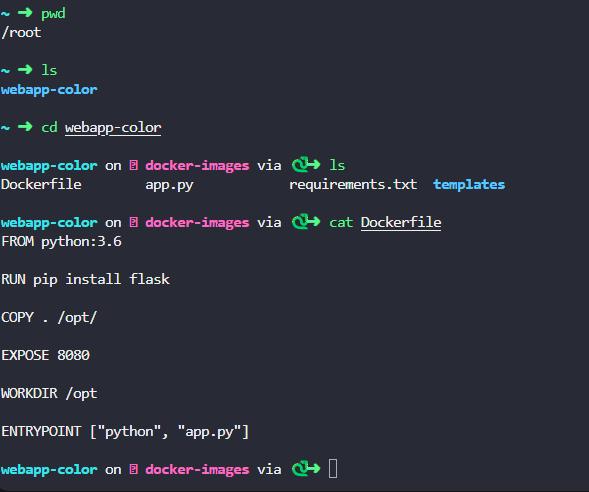 ~ ➜ pwd
/root
~ ➜ ls
webapp-color
~ ➜ cd webapp-color
webapp-color on docker-images via ➜ ls
Dockerfile app.py requirements.txt templates
webapp-color on docker-images via ➜ cat Dockerfile
FROM python:3.6
RUN pip install flask
COPY . /opt/
EXPOSE 8080
WORKDIR /opt
ENTRYPOINT ["python", "app.py"]
webapp-color on docker-images via ➜